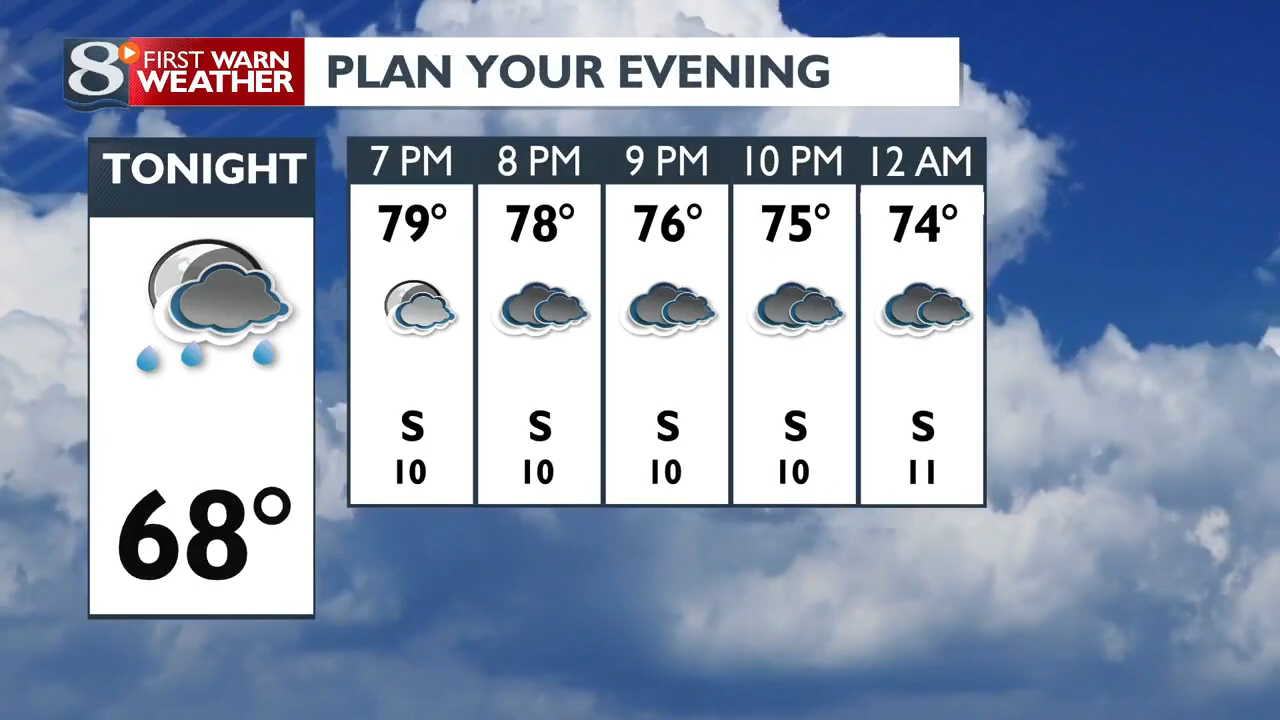 8 FIRST WARN
WEATHER
PLAN YOUR EVENING
TONIGHT
68°
7 PM 8 PM 9 PM 10 PM 12 AM
79° 78° 76° 75° 74°
S S S S S
10 10 10 10 11